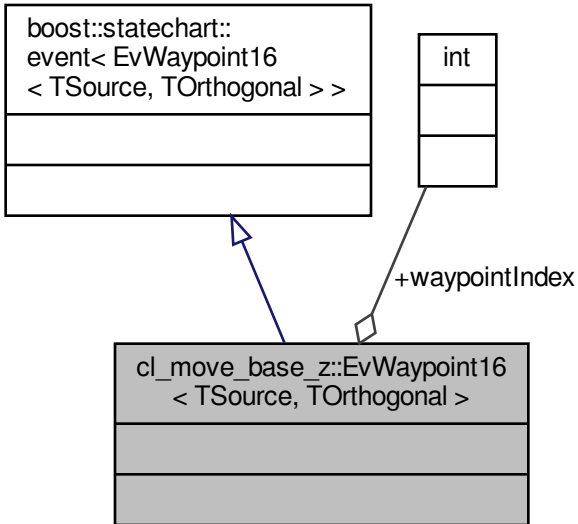 boost::statechart::
event< EvWaypoint16
< TSource, TOrthogonal > >
int
+waypointIndex
cl_move_base_z::EvWaypoint16
< TSource, TOrthogonal >